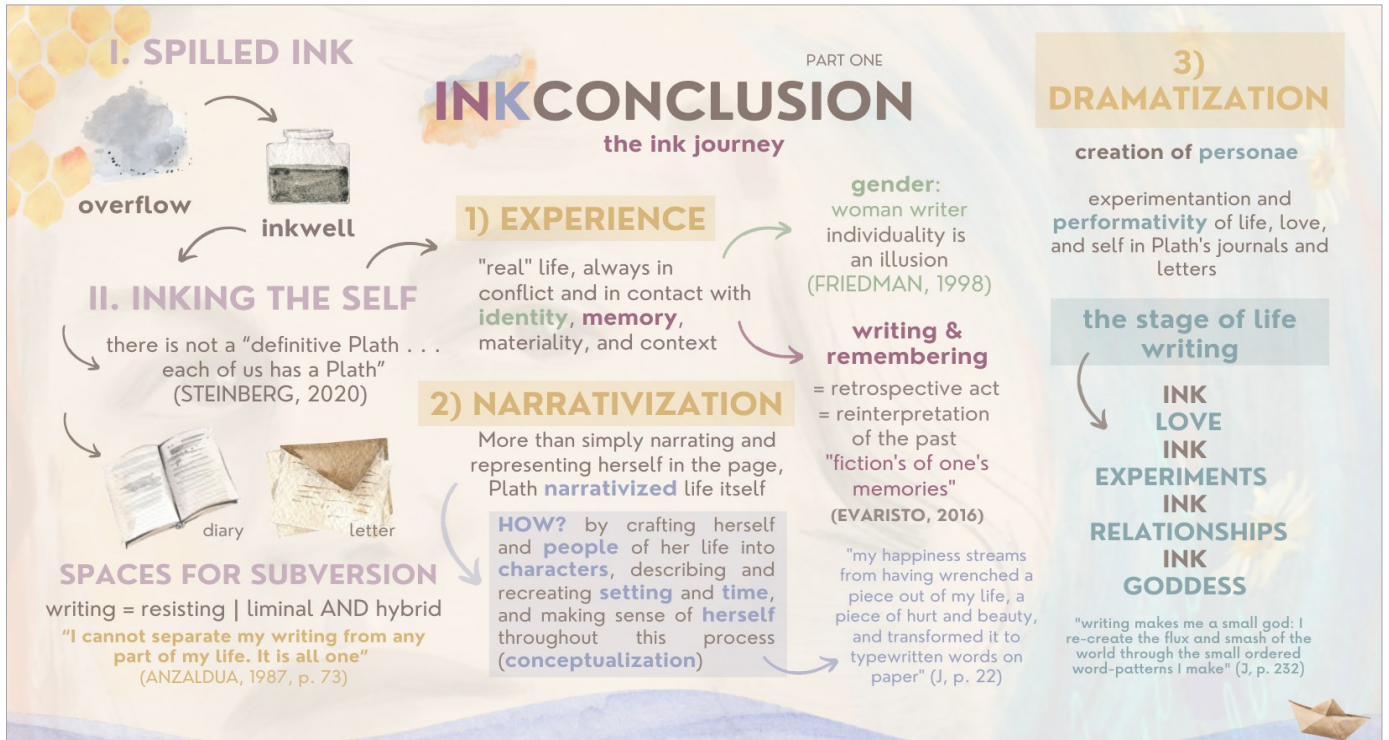 I. SPILLED INK
overflow
inkwell
II. INKING THE SELF
there is not a “definitive Plath . . .
each of us has a Plath”
(STEINBERG, 2020)
diary
letter
SPACES FOR SUBVERSION
writing = resisting | liminal AND hybrid
“I cannot separate my writing from any
part of my life. It is all one”
(ANZALDUA, 1987, p. 73)
PART ONE
INKCONCLUSION
the ink journey
1) EXPERIENCE
"real" life, always in
conflict and in contact with
identity, memory,
materiality, and context
gender:
woman writer
individuality is
an illusion
(FRIEDMAN, 1998)
writing &
remembering
= retrospective act
= reinterpretation
of the past
"fiction's of one's
memories"
(EVARISTO, 2016)
2) NARRATIVIZATION
More than simply narrating and
representing herself in the page,
Plath narrativized life itself
HOW? by crafting herself
and people of her life into
characters, describing and
recreating setting and time,
and making sense of herself
throughout this process
(conceptualization)
"my happiness streams
from having wrenched a
piece out of my life, a
piece of hurt and beauty,
and transformed it to
typewritten words on
paper" (J, p. 22)
3)
DRAMATIZATION
creation of personae
experimentantion and
performativity of life, love,
and self in Plath's journals and
letters
the stage of life
writing
INK
LOVE
INK
EXPERIMENTS
INK
RELATIONSHIPS
INK
GODDESS
"writing makes me a small god: I
re-create the flux and smash of the
world through the small ordered
word-patterns I make" (J, p. 232)